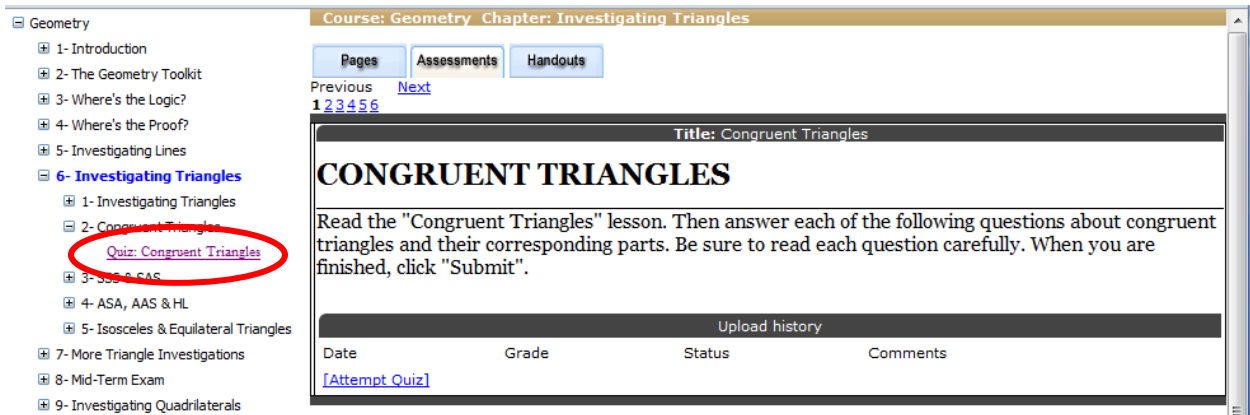 Geometry
1- Introduction
2- The Geometry Toolkit
3- Where's the Logic?
4- Where's the Proof?
5- Investigating Lines
6- Investigating Triangles
1- Investigating Triangles
2- Congruent Triangles
Quiz: Congruent Triangles
3- SSS & SAS
4- ASA, AAS & HL
5- Isosceles & Equilateral Triangles
7- More Triangle Investigations
8- Mid-Term Exam
9- Investigating Quadrilaterals
Course: Geometry Chapter: Investigating Triangles
Pages Assessments Handouts
Previous Next
1 2 3 4 5 6
Title: Congruent Triangles
CONGRUENT TRIANGLES
Read the "Congruent Triangles" lesson. Then answer each of the following questions about congruent
triangles and their corresponding parts. Be sure to read each question carefully. When you are
finished, click "Submit".
Upload history
Date Grade Status Comments
[Attempt Quiz]